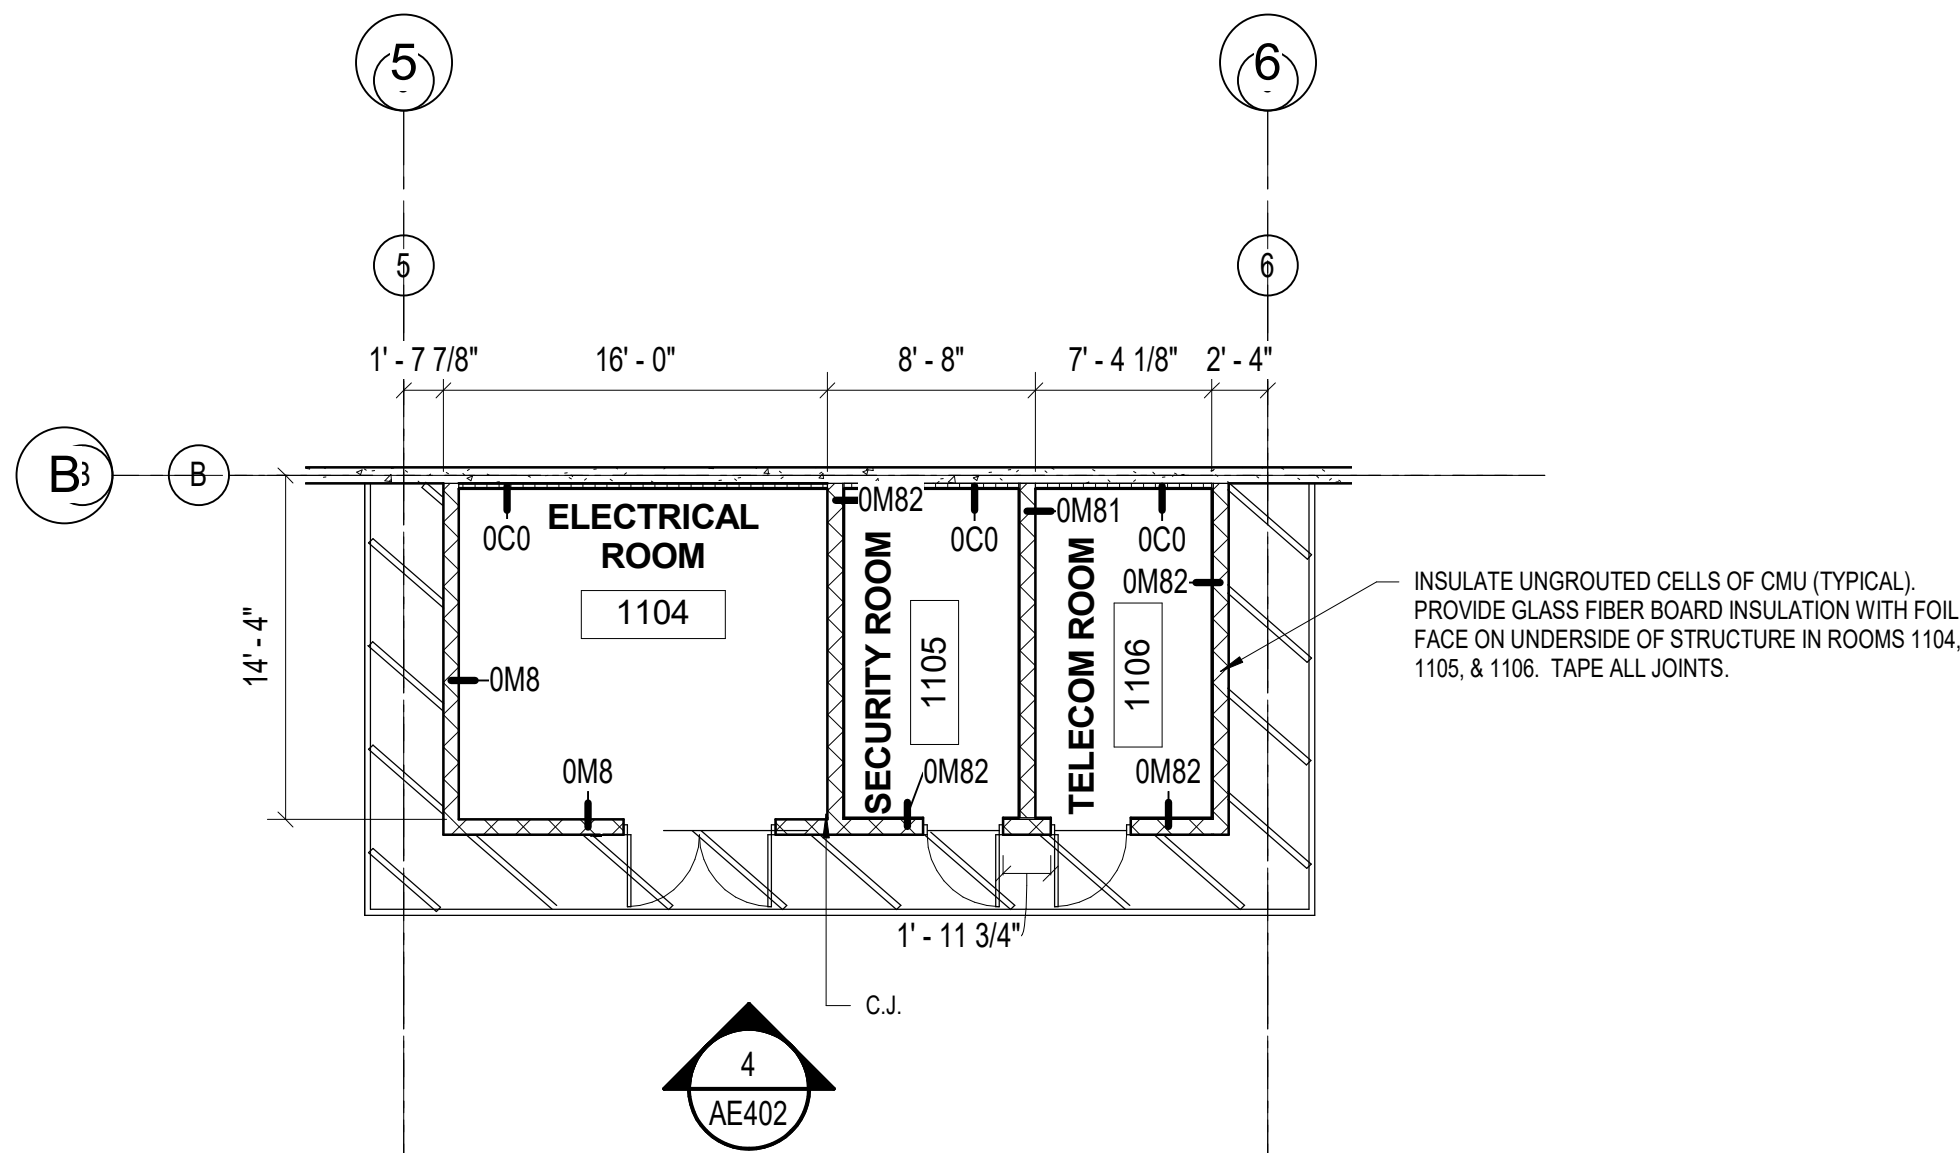 5
6
5
6
1' - 7 7/8"
16' - 0"
8' - 8"
7' - 4 1/8"
2' - 4"
B
B
B
14' - 4"
0C0
ELECTRICAL
ROOM
1104
0M8
0M8
0M82
SECURITY ROOM
1105
0C0
0M82
0M81
TELECOM ROOM
1106
0C0
0M82
0M82
INSULATE UNGROUTED CELLS OF CMU (TYPICAL).
PROVIDE GLASS FIBER BOARD INSULATION WITH FOIL
FACE ON UNDERSIDE OF STRUCTURE IN ROOMS 1104,
1105, & 1106. TAPE ALL JOINTS.
1' - 11 3/4"
C.J.
4
AE402